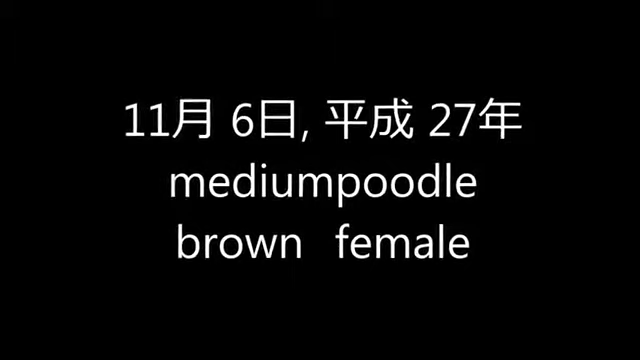 11月 6日, 平成 27年
mediumpoodle
brown female